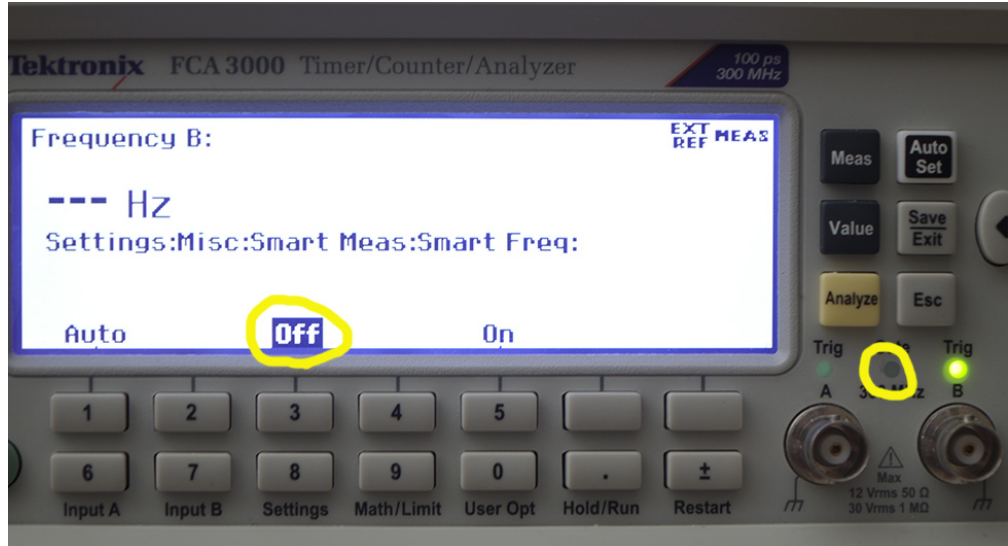 Tektronix FCA 3000 Timer/Counter/Analyzer
100 ps
300 MHz
Frequency B:
EXT REF MEAS
--- Hz
Settings:Misc:Smart Meas:Smart Freq:
Auto Off On
Meas
Auto Set
Value
Save Exit
Analyze
Esc
Trig Trig
A B
1 2 3 4 5
6 7 8 9 0 . ±
Input A Input B Settings Math/Limit User Opt Hold/Run Restart
Max
12 Vrms 50 Ω
30 Vrms 1 MΩ